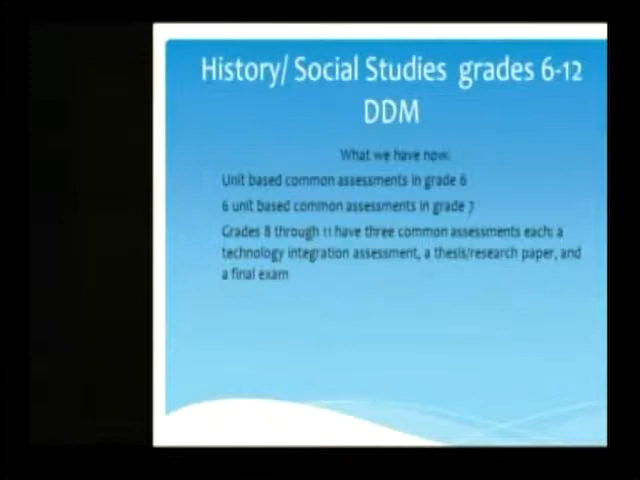 History/ Social Studies grades 6-12
DDM
What we have now:
Unit based common assessments in grade 6
6 unit based common assessments in grade 7
Grades 8 through 11 have three common assessments each: a
technology integration assessment, a thesis/research paper, and
a final exam